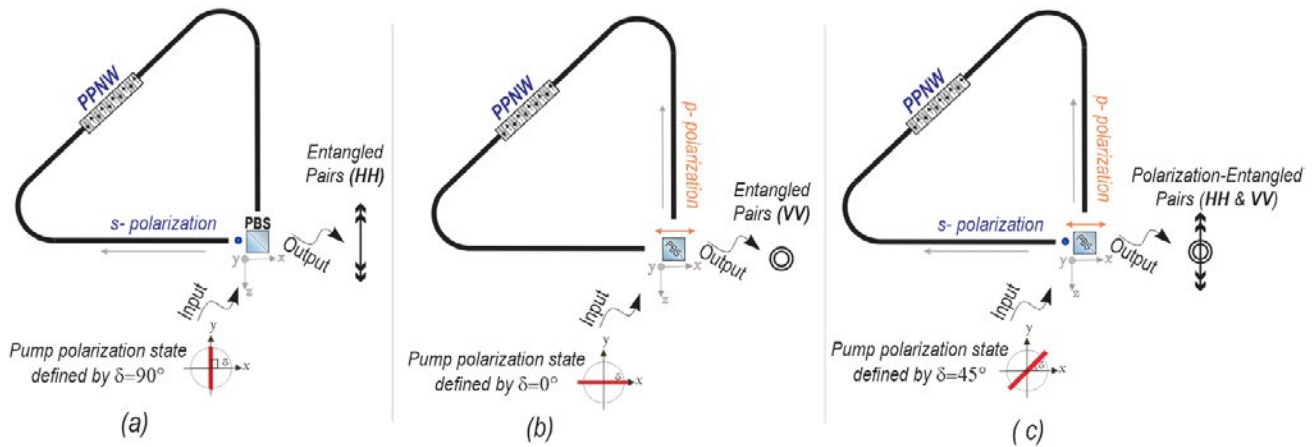 PPNW
Entangled
Pairs (HH)
s- polarization
PBS
Output
y
x
z
Input
y
δ
x
Pump polarization state
defined by δ=90°
(a)
PPNW
p- polarization
Entangled
Pairs (VV)
PBS
Output
y
x
z
Input
y
δ
x
Pump polarization state
defined by δ=0°
(b)
PPNW
p- polarization
Polarization-Entangled
Pairs (HH & VV)
s- polarization
PBS
Output
y
x
z
Input
y
δ
x
Pump polarization state
defined by δ=45°
( c)